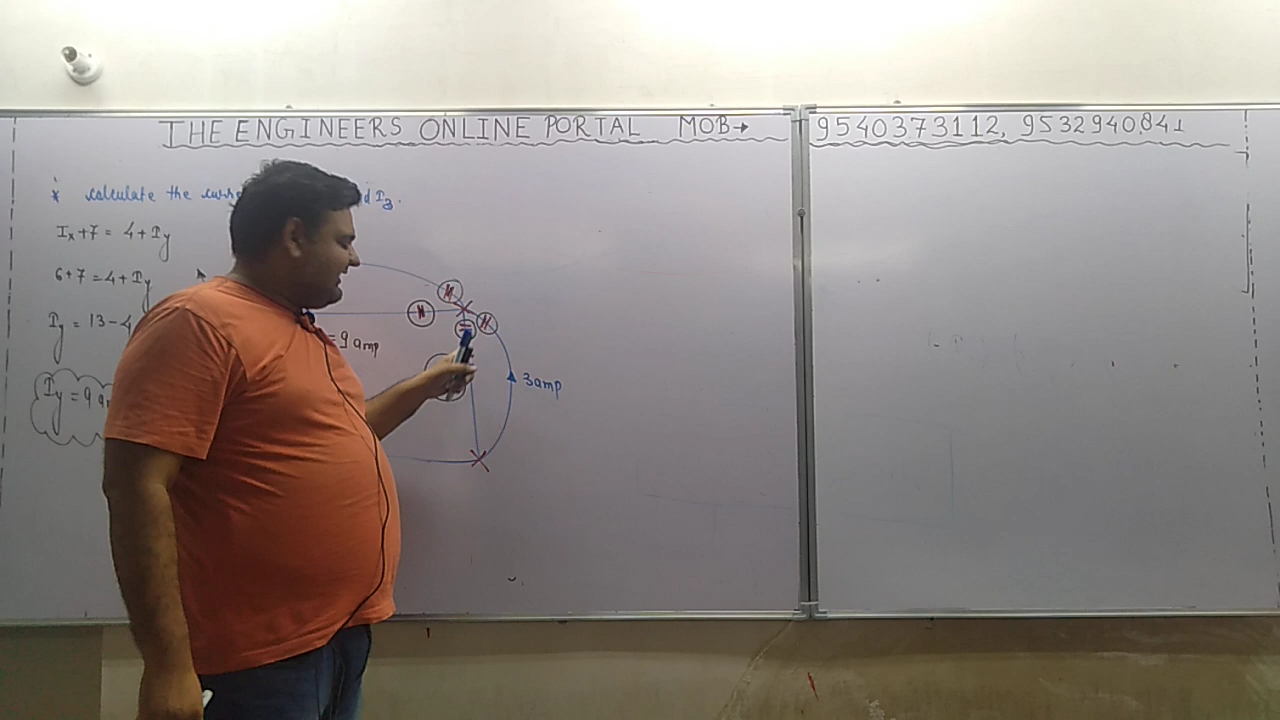 THE ENGINEERS ONLINE PORTAL MOB→ 9540373112, 9532940841
* calculate the I3.
Ix+7 = 4+Iy
6+7 = 4+Iy
Iy = 13-4
=9 amp
Iy = 9
3amp